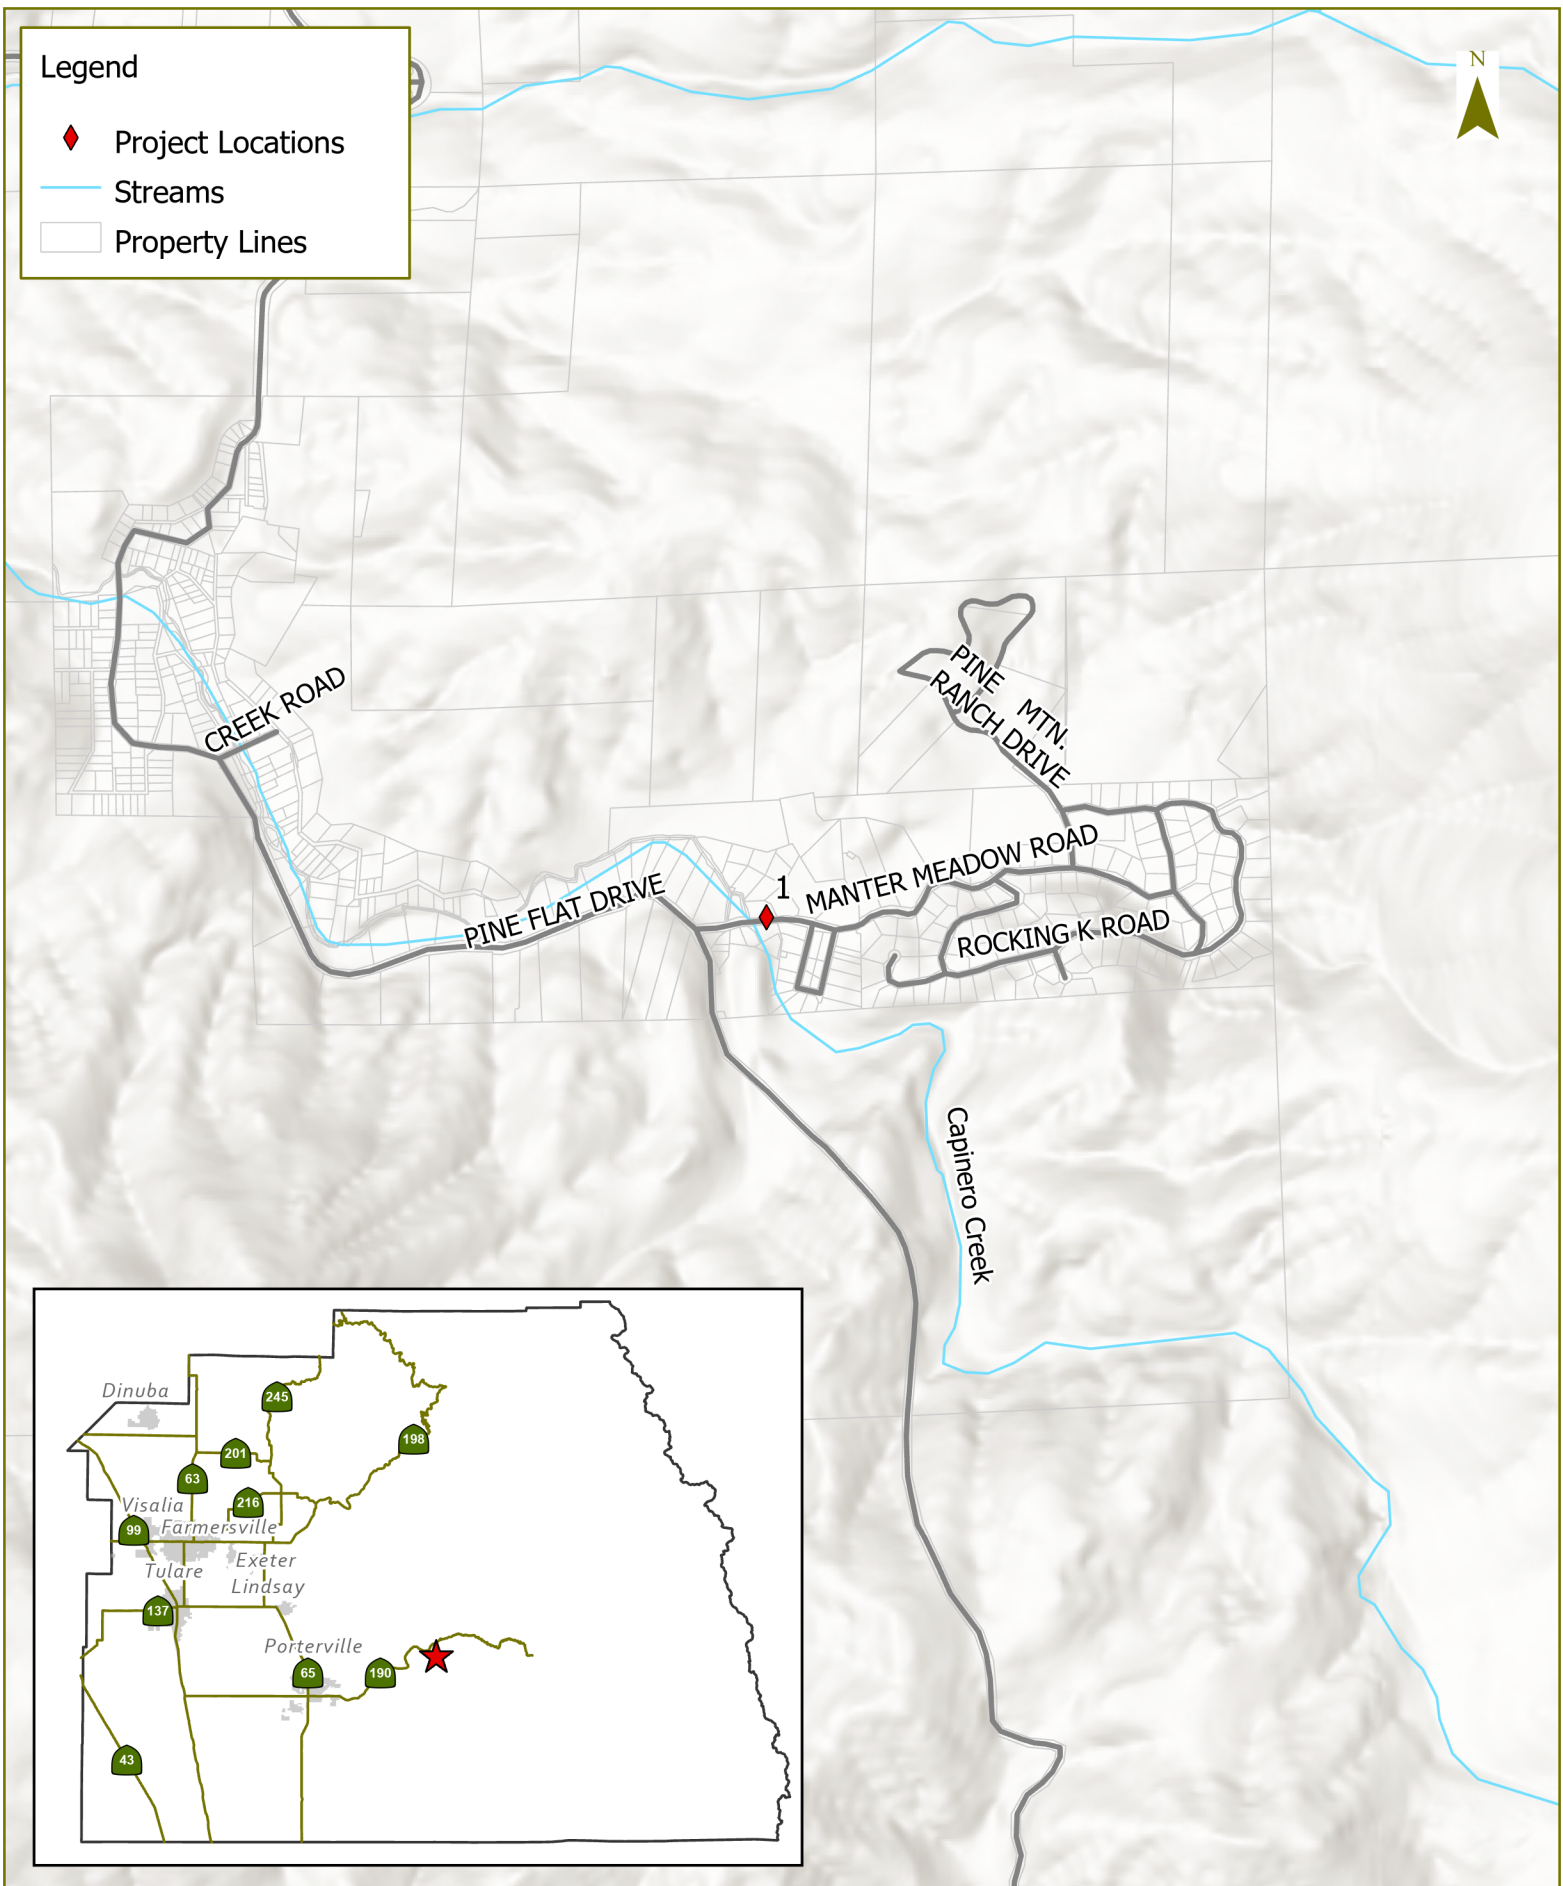 Legend
Project Locations
Streams
Property Lines
N
CREEK ROAD
PINE
MTN.
RANCH DRIVE
1
MANTER MEADOW ROAD
PINE FLAT DRIVE
ROCKING K ROAD
Capinero Creek
Dinuba
245
198
201
63
216
Visalia
99
Farmersville
Exeter
Tulare
Lindsay
137
Porterville
65
190
43